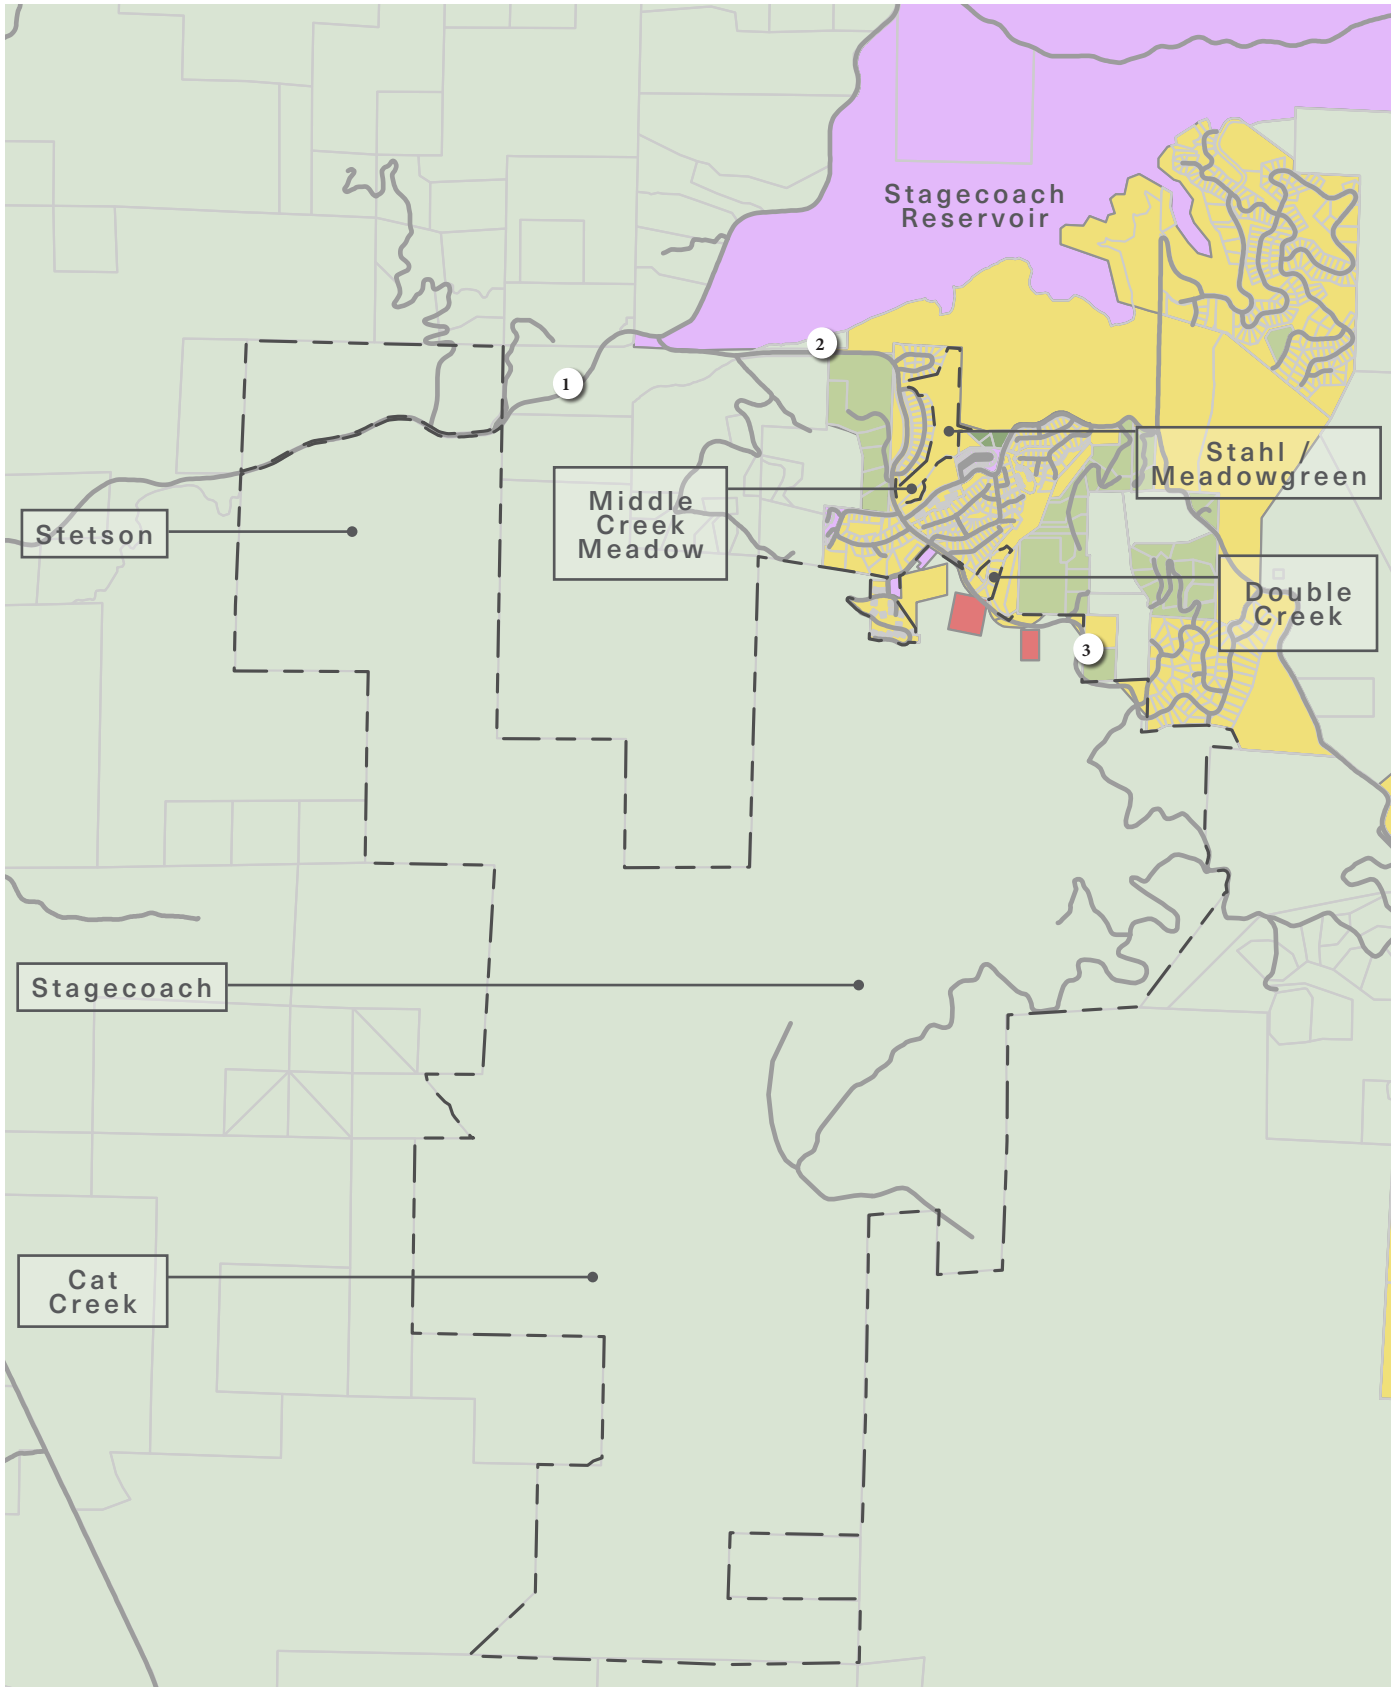 Stagecoach
Reservoir
2
1
Stahl /
Meadowgreen
Middle
Creek
Meadow
Stetson
Double
Creek
3
Stagecoach
Cat
Creek